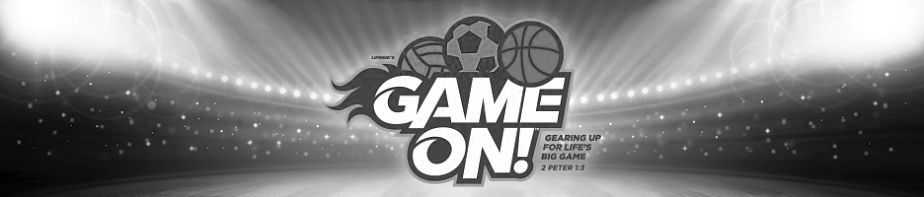 LIFEWAY'S
GAME
ON!
GEARING UP
FOR LIFE'S
BIG GAME
2 PETER 1:3